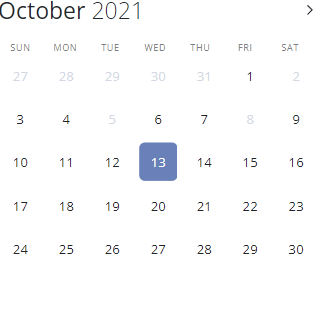 October 2021
SUN MON TUE WED THU FRI SAT
27 28 29 30 31 1 2
3 4 5 6 7 8 9
10 11 12 13 14 15 16
17 18 19 20 21 22 23
24 25 26 27 28 29 30